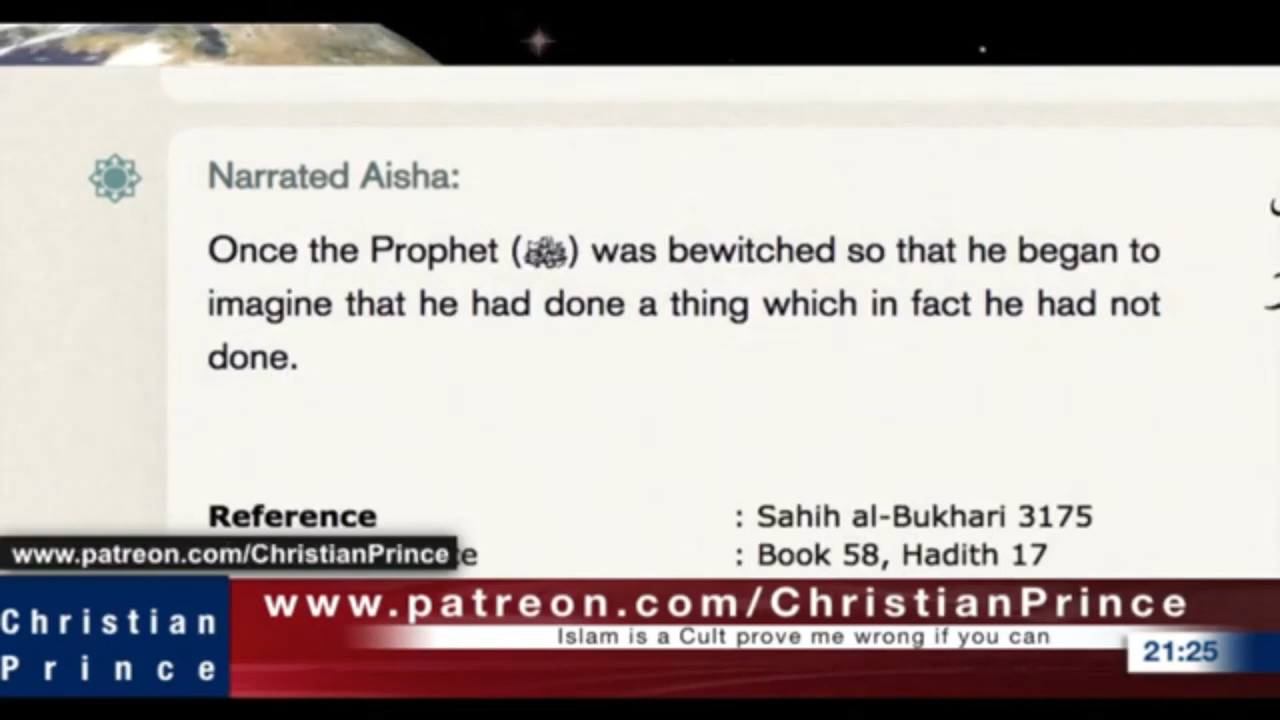 Narrated Aisha:
Once the Prophet (ﷺ) was bewitched so that he began to
imagine that he had done a thing which in fact he had not
done.
Reference : Sahih al-Bukhari 3175
www.patreon.com/ChristianPrince e : Book 58, Hadith 17
www.patreon.com/ChristianPrince
Islam is a Cult prove me wrong if you can
Christian
Prince
21:25